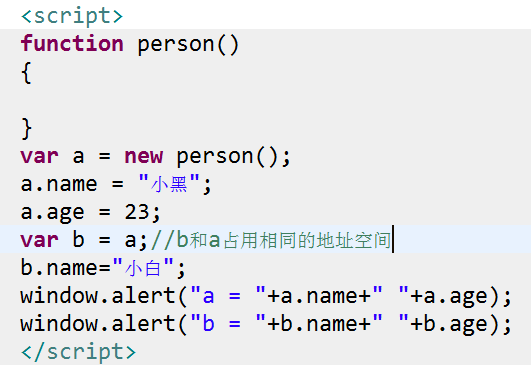 <script>
function person()
{
}
var a = new person();
a.name = "小黑";
a.age = 23;
var b = a;//b和a占用相同的地址空间
b.name="小白";
window.alert("a = "+a.name+" "+a.age);
window.alert("b = "+b.name+" "+b.age);
</script>